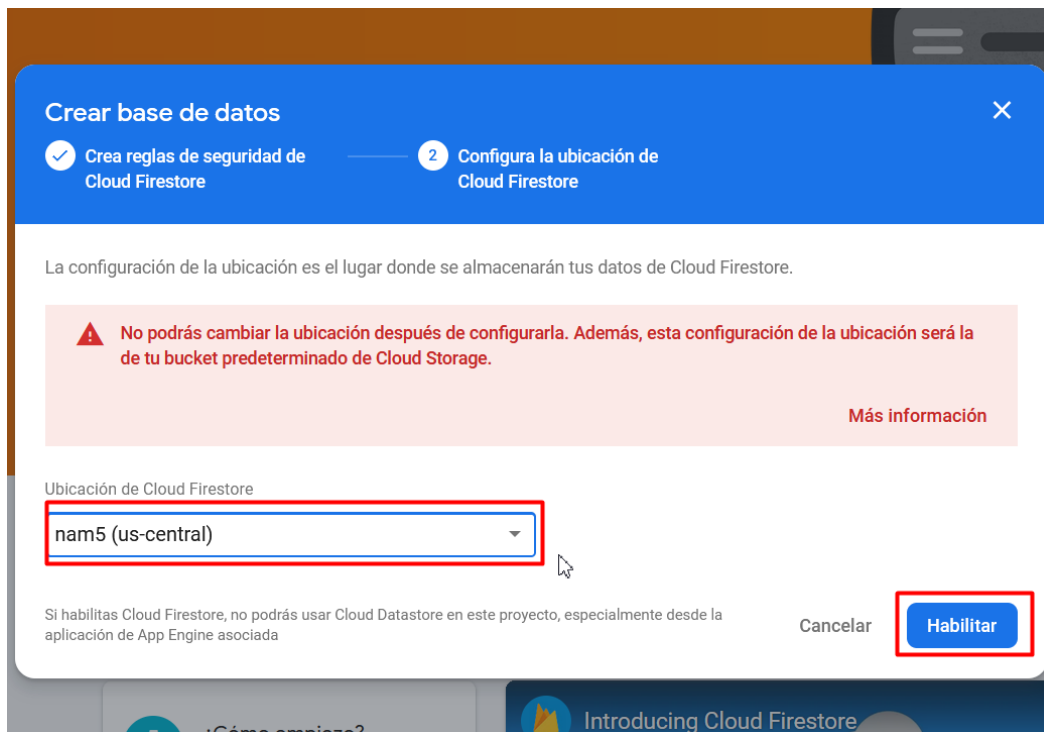 Crear base de datos
Crea reglas de seguridad de
Cloud Firestore
2
Configura la ubicación de
Cloud Firestore
La configuración de la ubicación es el lugar donde se almacenarán tus datos de Cloud Firestore.
No podrás cambiar la ubicación después de configurarla. Además, esta configuración de la ubicación será la
de tu bucket predeterminado de Cloud Storage.
Más información
Ubicación de Cloud Firestore
nam5 (us-central)
Si habilitas Cloud Firestore, no podrás usar Cloud Datastore en este proyecto, especialmente desde la
aplicación de App Engine asociada
Cancelar
Habilitar
¿Cómo empiezo?
Introducing Cloud Firestore